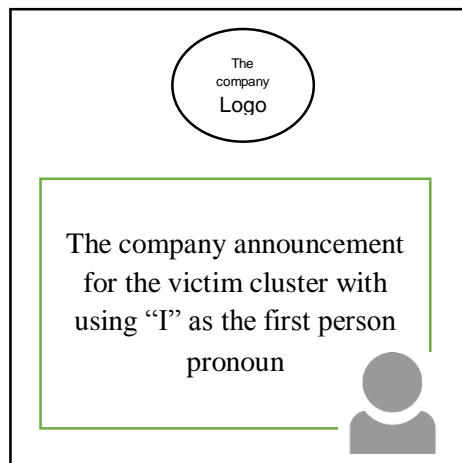 The
company
Logo
The company announcement
for the victim cluster with
using “I” as the first person
pronoun